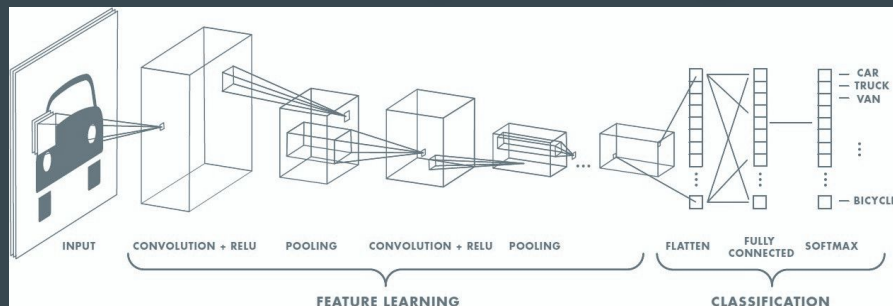 CAR
TRUCK
VAN
BICYCLE
INPUT
CONVOLUTION + RELU
POOLING
CONVOLUTION + RELU
POOLING
FLATTEN
FULLY
CONNECTED
SOFTMAX
FEATURE LEARNING
CLASSIFICATION